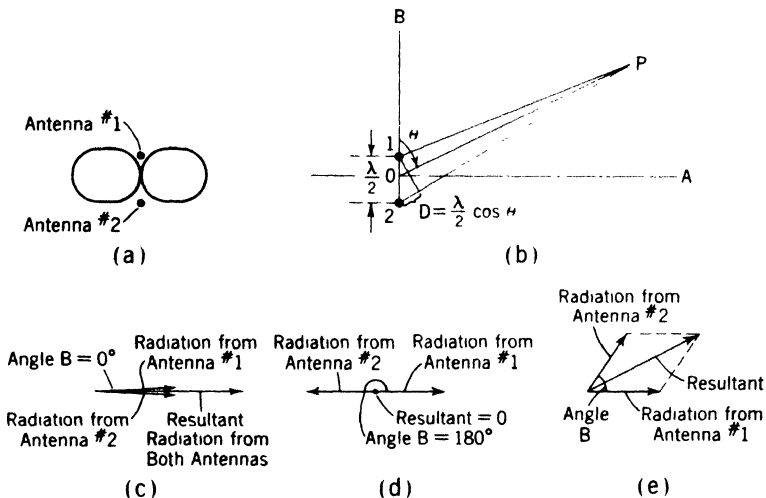 Antenna #1
Antenna #2
(a)
B
P
1
н
λ/2
0
A
2
D=λ/2 cos н
(b)
Angle B = 0°
Radiation from
Antenna #1
Radiation from
Antenna #2
Resultant
Radiation from
Both Antennas
(c)
Radiation from
Antenna #2
Radiation from
Antenna #1
Resultant = 0
Angle B = 180°
(d)
Radiation from
Antenna #2
Resultant
Angle
B
Radiation from
Antenna #1
(e)